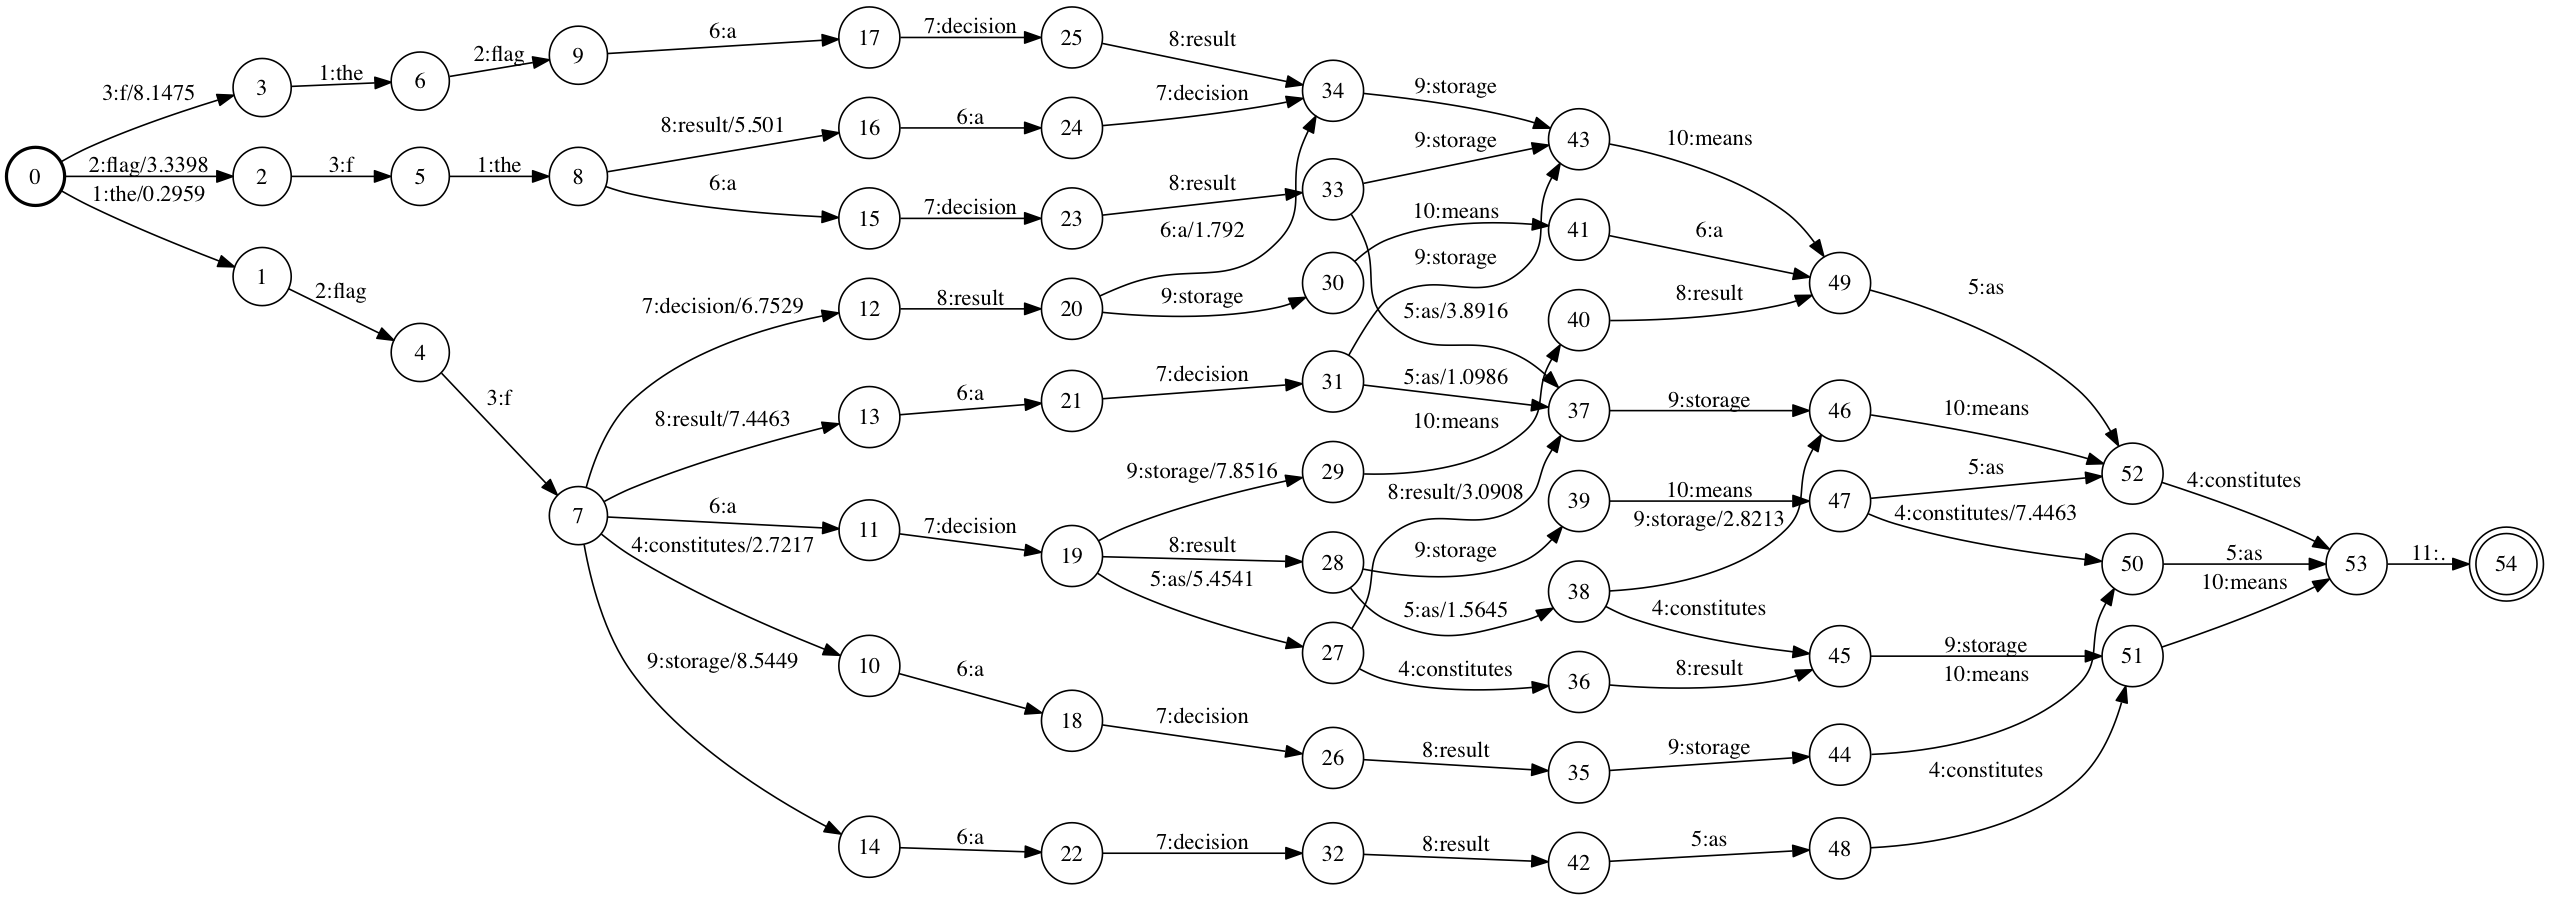 17
7:decision
25
6:a
8:result
9
2:flag
3
1:the
6
3:f/8.1475
34
9:storage
7:decision
8:result/5.501
16
6:a
24
43
10:means
9:storage
0
2:flag/3.3398
2
3:f
5
1:the
8
6:a
8:result
33
1:the/0.2959
15
7:decision
23
10:means
6:a/1.792
41
6:a
9:storage
1
2:flag
30
49
5:as
9:storage
8:result
7:decision/6.7529
12
8:result
20
5:as/3.8916
40
4
7:decision
31
5:as/1.0986
6:a
21
3:f
8:result/7.4463
13
10:means
37
9:storage
46
10:means
9:storage/7.8516
29
5:as
52
4:constitutes
8:result/3.0908
39
10:means
47
7
6:a
11
7:decision
9:storage/2.8213
4:constitutes/7.4463
4:constitutes/2.7217
19
8:result
28
9:storage
5:as/5.4541
50
5:as
53
11:.
54
10:means
5:as/1.5645
38
4:constitutes
27
4:constitutes
36
8:result
45
9:storage
51
10:means
9:storage/8.5449
10
6:a
18
7:decision
26
8:result
35
9:storage
44
4:constitutes
14
6:a
22
7:decision
32
8:result
42
5:as
48